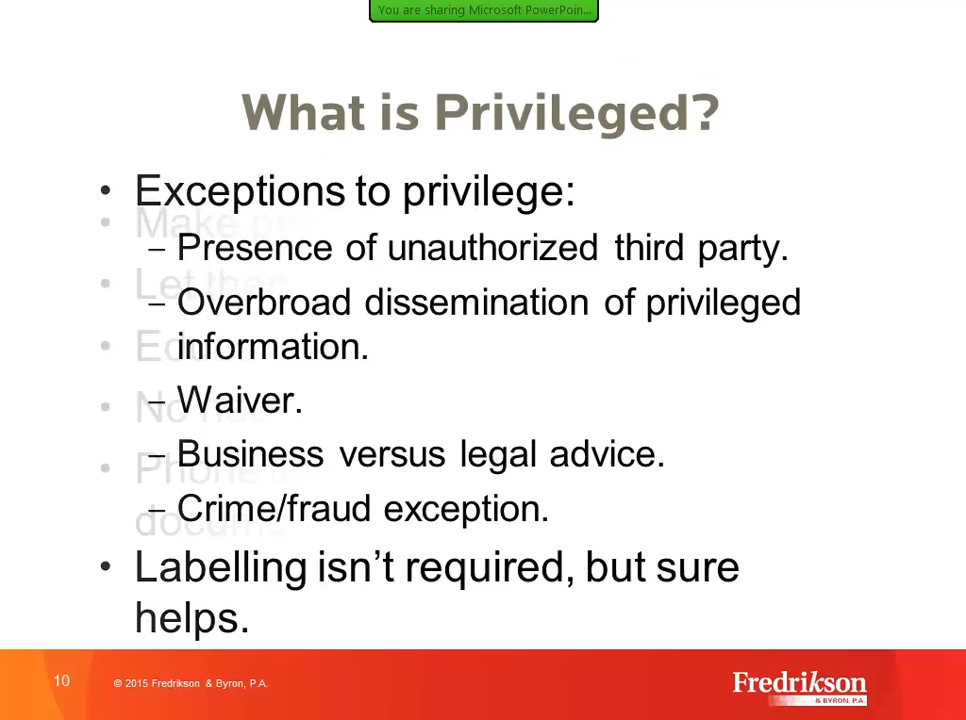 You are sharing Microsoft PowerPoin...
What is Privileged?
• Exceptions to privilege:
– Presence of unauthorized third party.
– Overbroad dissemination of privileged
information.
– Waiver.
– Business versus legal advice.
– Crime/fraud exception.
• Labelling isn’t required, but sure
helps.
10
© 2015 Fredrikson & Byron, P.A.
Fredrikson
& BYRON, P.A.